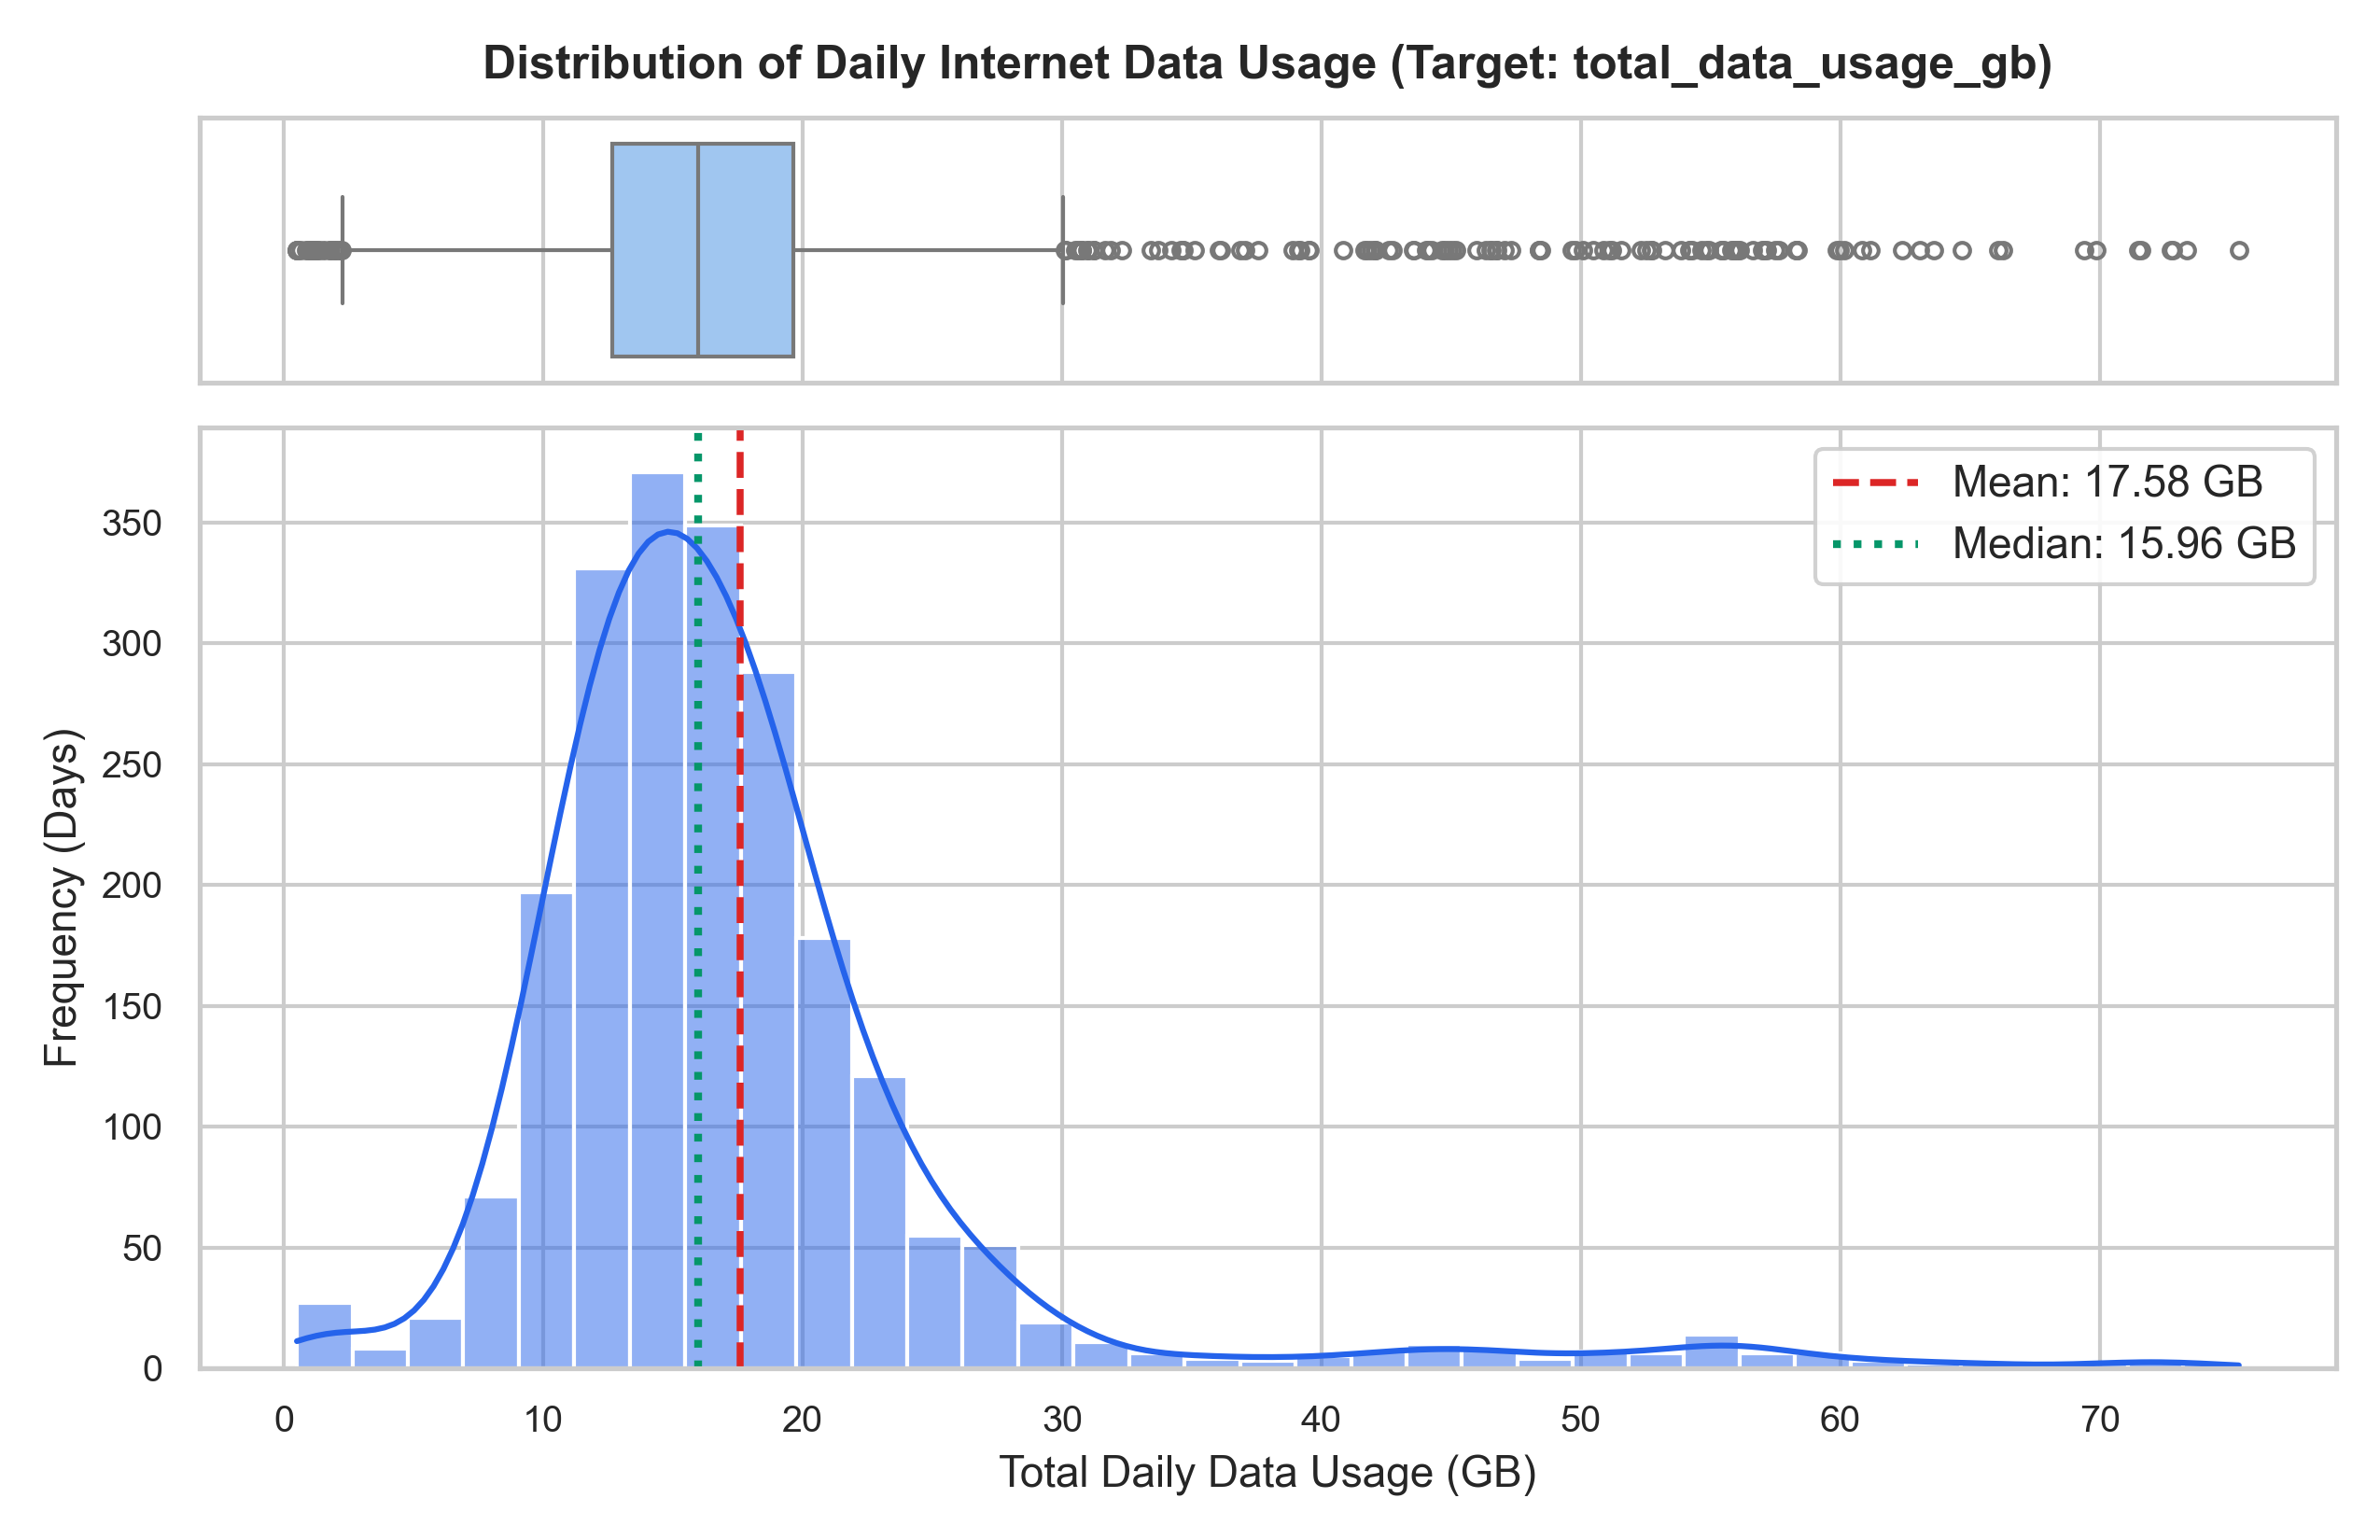 Distribution of Daily Internet Data Usage (Target: total_data_usage_gb)
Mean: 17.58 GB
Median: 15.96 GB
Frequency (Days)
350
300
250
200
150
100
50
0
0 10 20 30 40 50 60 70
Total Daily Data Usage (GB)